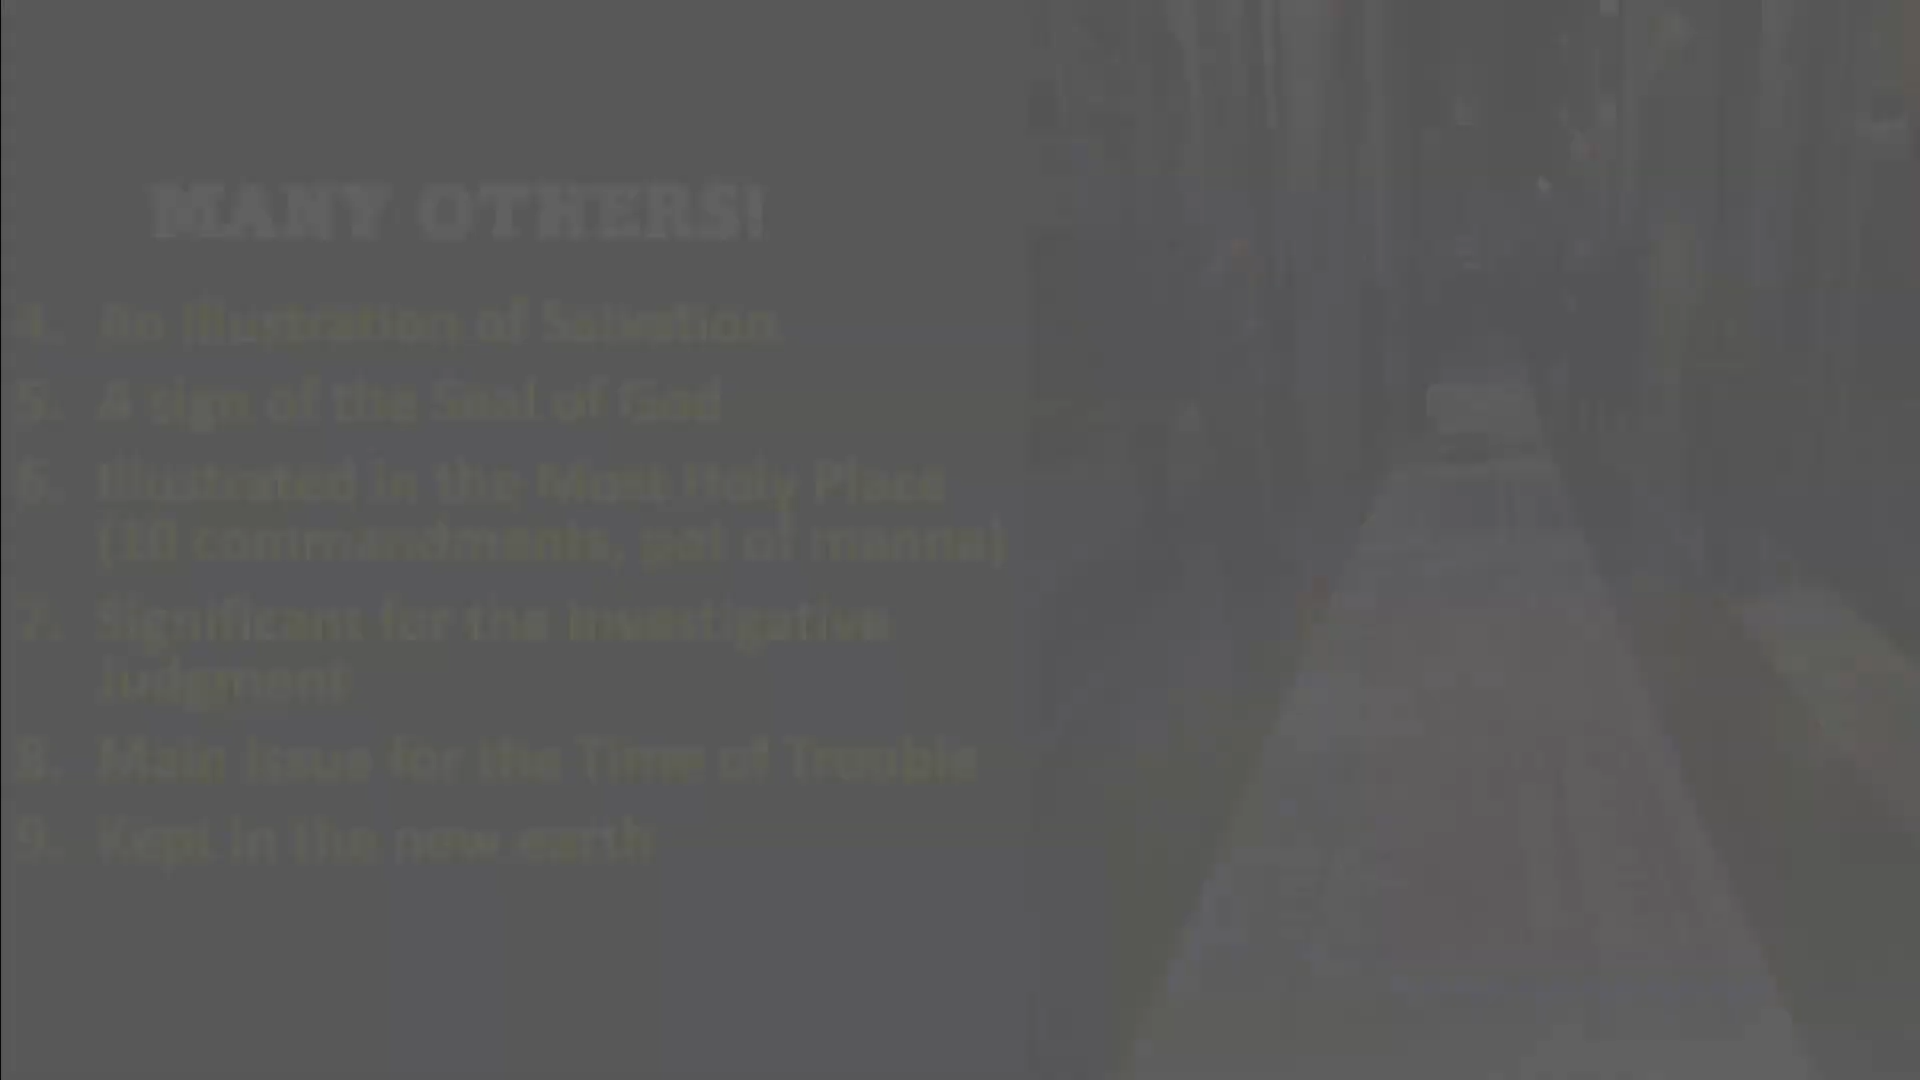 MANY OTHERS!
4. An Illustration of Salvation
5. A sign of the Seal of God
6. Illustrated in the Most Holy Place
(10 commandments, pot of manna)
7. Significant for the Investigative
Judgment
8. Main issue for the Time of Trouble
9. Kept in the new earth